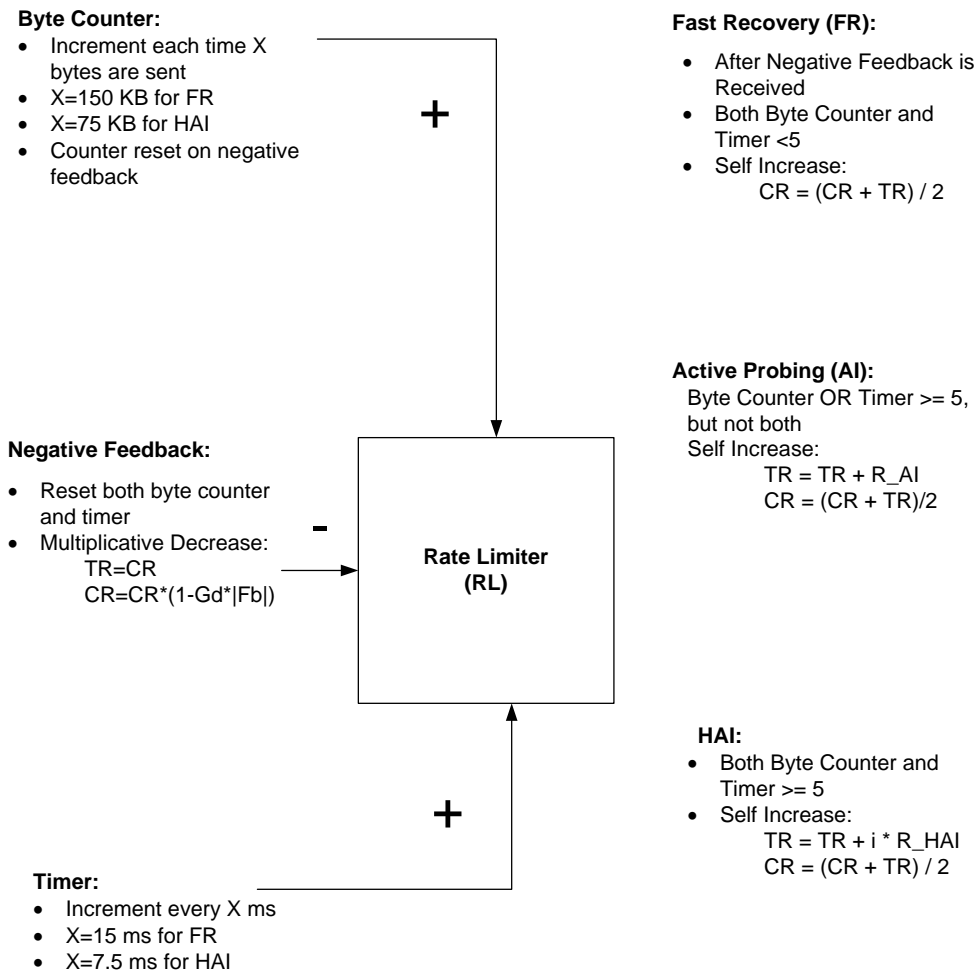 Byte Counter:
• Increment each time X
bytes are sent
• X=150 KB for FR
• X=75 KB for HAI
• Counter reset on negative
feedback
+
Fast Recovery (FR):
• After Negative Feedback is
Received
• Both Byte Counter and
Timer <5
• Self Increase:
CR = (CR + TR) / 2
Active Probing (AI):
Byte Counter OR Timer >= 5,
but not both
Self Increase:
TR = TR + R_AI
CR = (CR + TR)/2
Negative Feedback:
• Reset both byte counter
and timer
• Multiplicative Decrease:
TR=CR
CR=CR*(1-Gd*|Fb|)
-
Rate Limiter
(RL)
HAI:
• Both Byte Counter and
Timer >= 5
• Self Increase:
TR = TR + i * R_HAI
CR = (CR + TR) / 2
+
Timer:
• Increment every X ms
• X=15 ms for FR
• X=7.5 ms for HAI